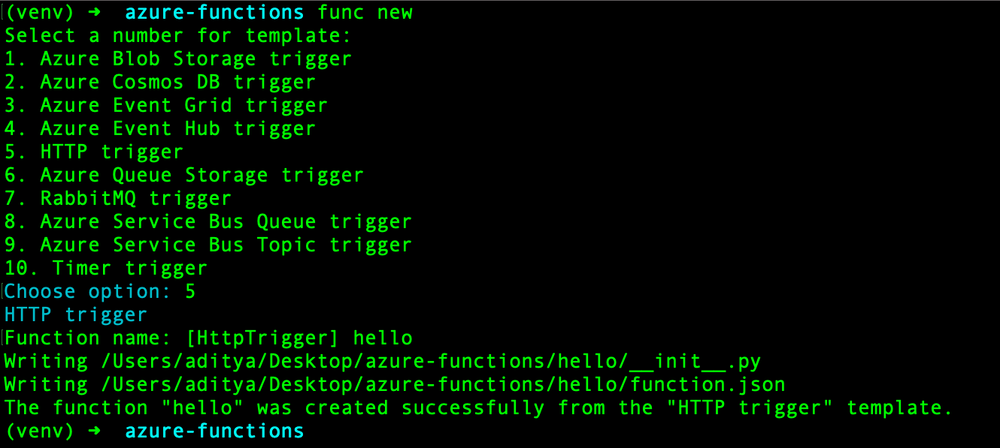 (venv) ➜  azure-functions func new
Select a number for template:
1. Azure Blob Storage trigger
2. Azure Cosmos DB trigger
3. Azure Event Grid trigger
4. Azure Event Hub trigger
5. HTTP trigger
6. Azure Queue Storage trigger
7. RabbitMQ trigger
8. Azure Service Bus Queue trigger
9. Azure Service Bus Topic trigger
10. Timer trigger
Choose option: 5
HTTP trigger
Function name: [HttpTrigger] hello
Writing /Users/aditya/Desktop/azure-functions/hello/__init__.py
Writing /Users/aditya/Desktop/azure-functions/hello/function.json
The function "hello" was created successfully from the "HTTP trigger" template.
(venv) ➜  azure-functions